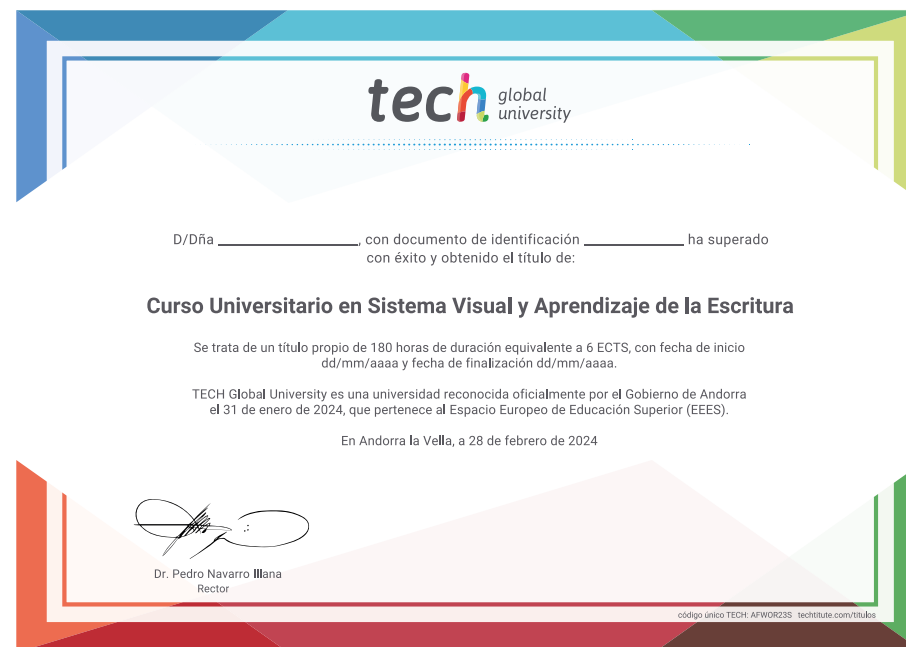 tech global university
D/Dña ____________________, con documento de identificación ______________ ha superado
con éxito y obtenido el título de:
Curso Universitario en Sistema Visual y Aprendizaje de la Escritura
Se trata de un título propio de 180 horas de duración equivalente a 6 ECTS, con fecha de inicio
dd/mm/aaaa y fecha de finalización dd/mm/aaaa.
TECH Global University es una universidad reconocida oficialmente por el Gobierno de Andorra
el 31 de enero de 2024, que pertenece al Espacio Europeo de Educación Superior (EEES).
En Andorra la Vella, a 28 de febrero de 2024
Dr. Pedro Navarro Illana
Rector
código único TECH: AFWOR23S techtitute.com/titulos